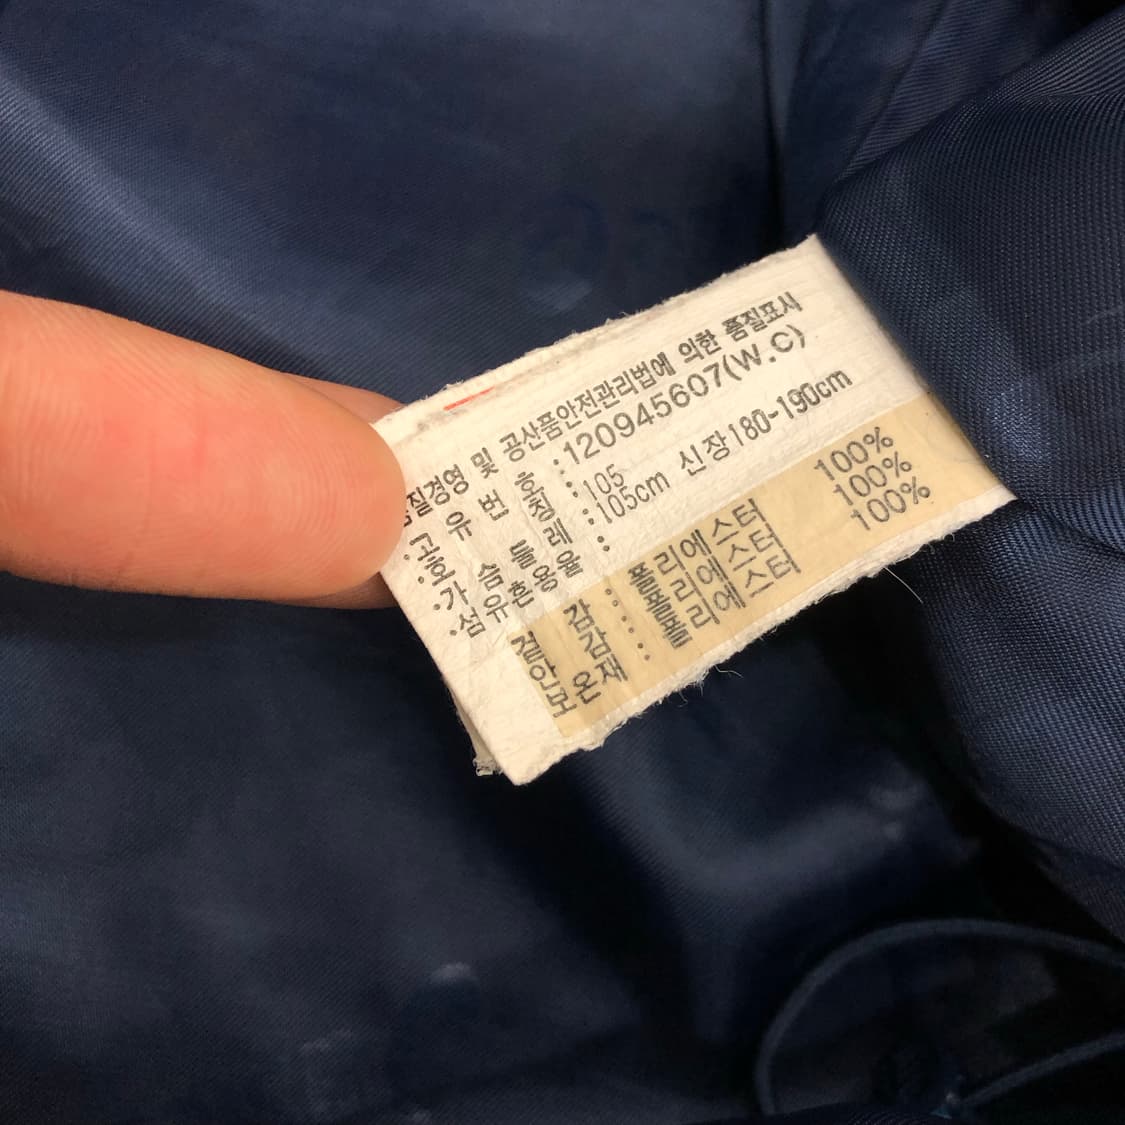 품질경영 및 공산품안전관리법에 의한 품질표시
·고 유 번 호 : 120945607(W.C)
·호 칭 : 105
·가 슴 둘 레 : 105cm 신장 180-190cm
·섬 유 혼 용 율 :
겉 감 : 폴리에스터 100%
안 감 : 폴리에스터 100%
보 온 재 : 폴리에스터 100%